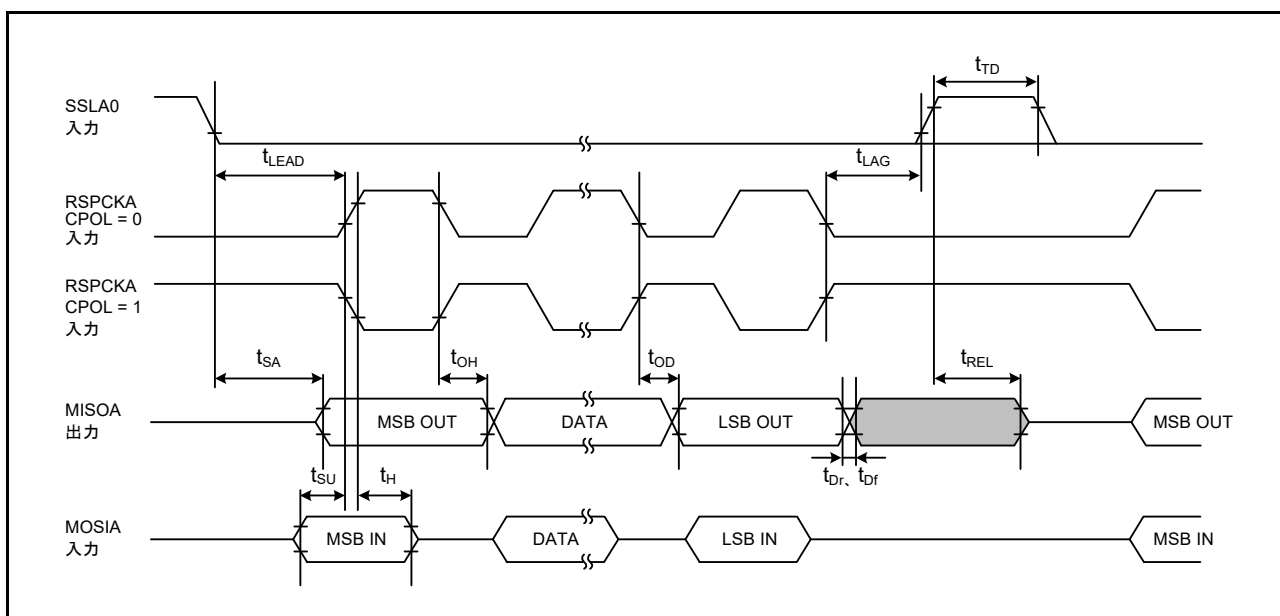 tTD
SSLA0
入力
tLEAD
tLAG
RSPCKA
CPOL = 0
入力
RSPCKA
CPOL = 1
入力
tSA
tOH
tOD
tREL
MISOA
出力
MSB OUT
DATA
LSB OUT
MSB OUT
tSU
tH
tDr、tDf
MOSIA
入力
MSB IN
DATA
LSB IN
MSB IN